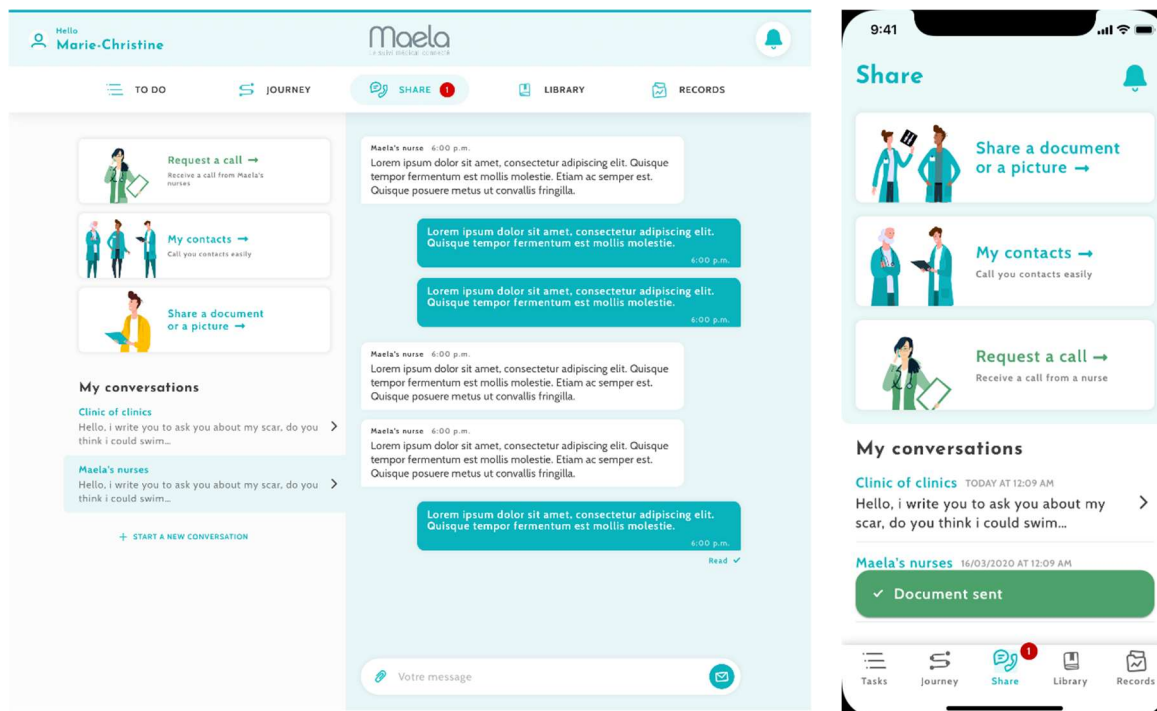 Hello
Marie-Christine
Maela
Le suivi médical connecté
TO DO
JOURNEY
SHARE 1
LIBRARY
RECORDS
Request a call →
Receive a call from Maela's
nurses
My contacts →
Call you contacts easily
Share a document
or a picture →
My conversations
Clinic of clinics
Hello, i write you to ask you about my scar, do you
think i could swim...
Maela's nurses
Hello, i write you to ask you about my scar, do you
think i could swim...
+ START A NEW CONVERSATION
Maela's nurse 6:00 p.m.
Lorem ipsum dolor sit amet, consectetur adipiscing elit. Quisque
tempor fermentum est mollis molestie. Etiam ac semper est.
Quisque posuere metus ut convallis fringilla.
Lorem ipsum dolor sit amet, consectetur adipiscing elit.
Quisque tempor fermentum est mollis molestie.
6:00 p.m.
Lorem ipsum dolor sit amet, consectetur adipiscing elit.
Quisque tempor fermentum est mollis molestie.
6:00 p.m.
Maela's nurse 6:00 p.m.
Lorem ipsum dolor sit amet, consectetur adipiscing elit. Quisque
tempor fermentum est mollis molestie. Etiam ac semper est.
Quisque posuere metus ut convallis fringilla.
Maela's nurse 6:00 p.m.
Lorem ipsum dolor sit amet, consectetur adipiscing elit. Quisque
tempor fermentum est mollis molestie. Etiam ac semper est.
Quisque posuere metus ut convallis fringilla.
Lorem ipsum dolor sit amet, consectetur adipiscing elit.
Quisque tempor fermentum est mollis molestie.
6:00 p.m.
Read ✓
Votre message
9:41
Share
Share a document
or a picture →
My contacts →
Call you contacts easily
Request a call →
Receive a call from a nurse
My conversations
Clinic of clinics TODAY AT 12:09 AM
Hello, i write you to ask you about my
scar, do you think i could swim...
Maela's nurses 16/03/2020 AT 12:09 AM
✓ Document sent
Tasks
Journey
Share 1
Library
Records